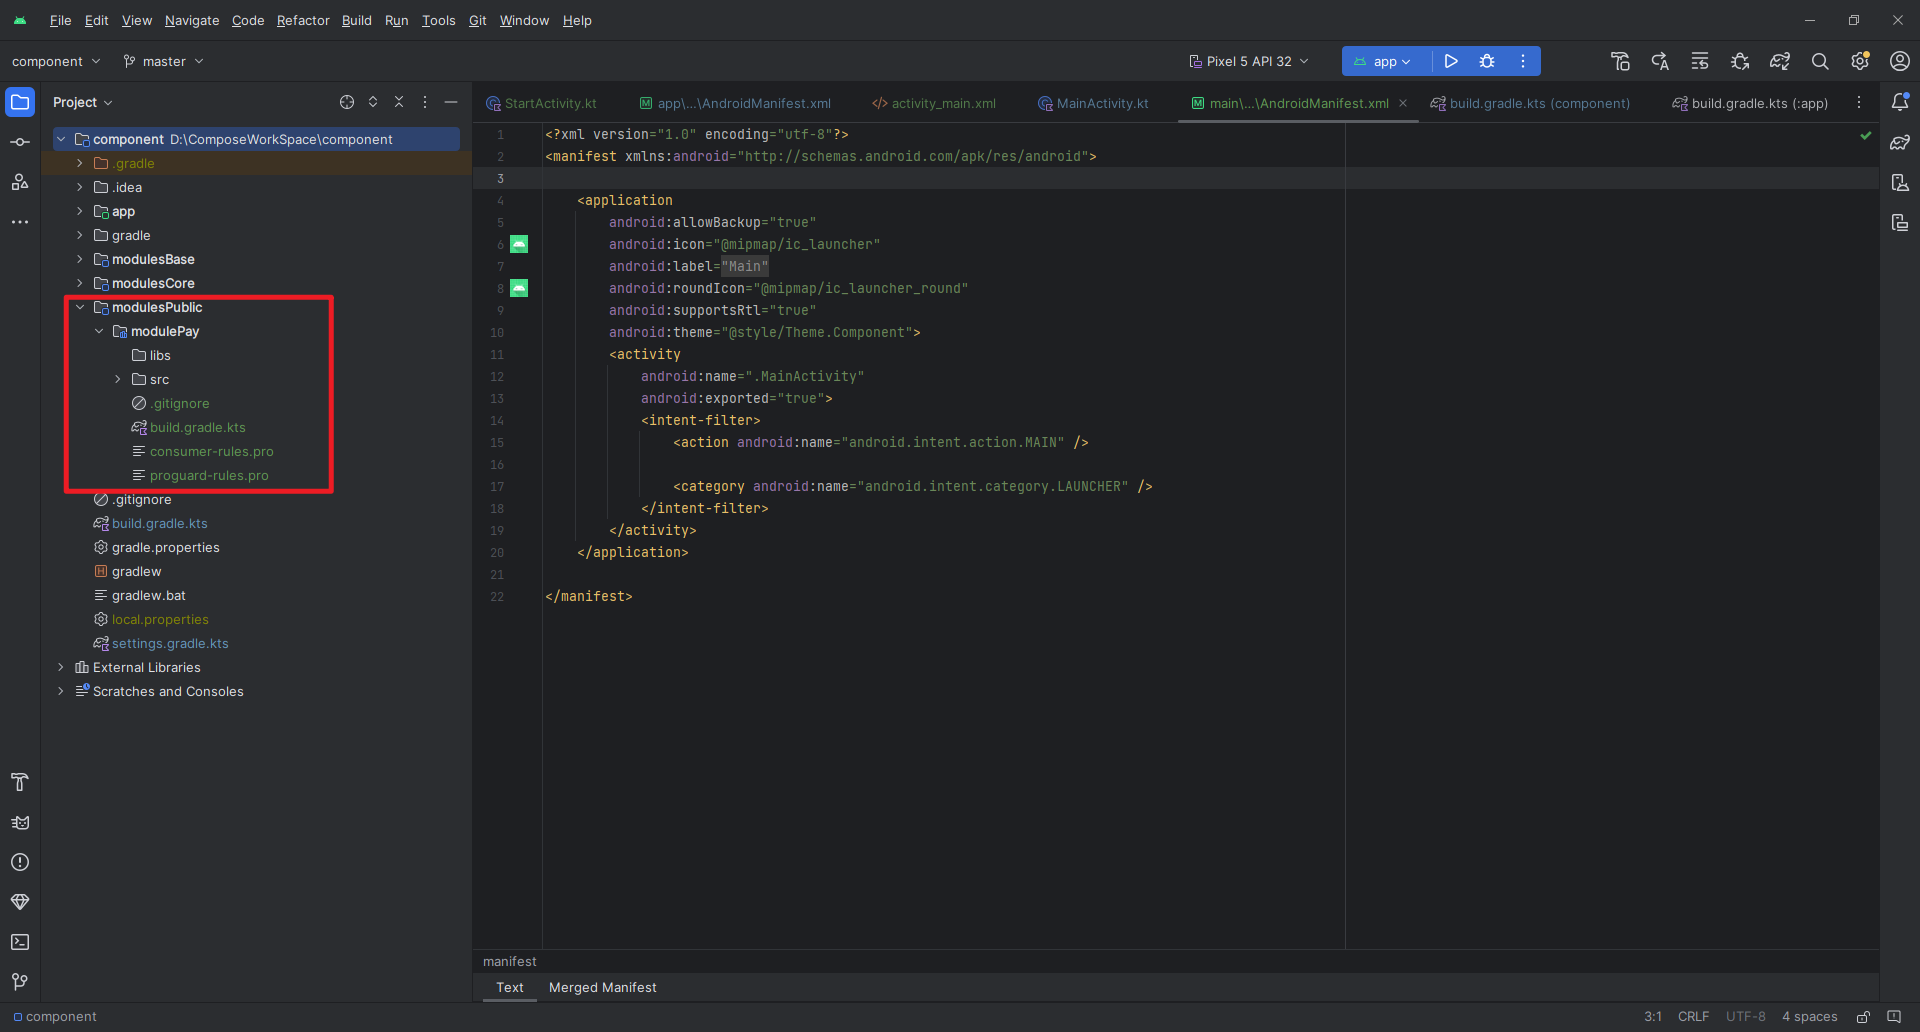 File Edit View Navigate Code Refactor Build Run Tools Git Window Help
component master Pixel 5 API 32 app
Project
component D:\ComposeWorkSpace\component
.gradle
.idea
app
gradle
modulesBase
modulesCore
modulesPublic
modulePay
libs
src
.gitignore
build.gradle.kts
consumer-rules.pro
proguard-rules.pro
.gitignore
build.gradle.kts
gradle.properties
gradlew
gradlew.bat
local.properties
settings.gradle.kts
External Libraries
Scratches and Consoles
StartActivity.kt app\...\AndroidManifest.xml activity_main.xml MainActivity.kt main\...\AndroidManifest.xml build.gradle.kts (component) build.gradle.kts (:app)
1 <?xml version="1.0" encoding="utf-8"?>
2 <manifest xmlns:android="http://schemas.android.com/apk/res/android">
3
4 <application
5 android:allowBackup="true"
6 android:icon="@mipmap/ic_launcher"
7 android:label="Main"
8 android:roundIcon="@mipmap/ic_launcher_round"
9 android:supportsRtl="true"
10 android:theme="@style/Theme.Component">
11 <activity
12 android:name=".MainActivity"
13 android:exported="true">
14 <intent-filter>
15 <action android:name="android.intent.action.MAIN" />
16
17 <category android:name="android.intent.category.LAUNCHER" />
18 </intent-filter>
19 </activity>
20 </application>
21
22 </manifest>
manifest
Text Merged Manifest
component 3:1 CRLF UTF-8 4 spaces